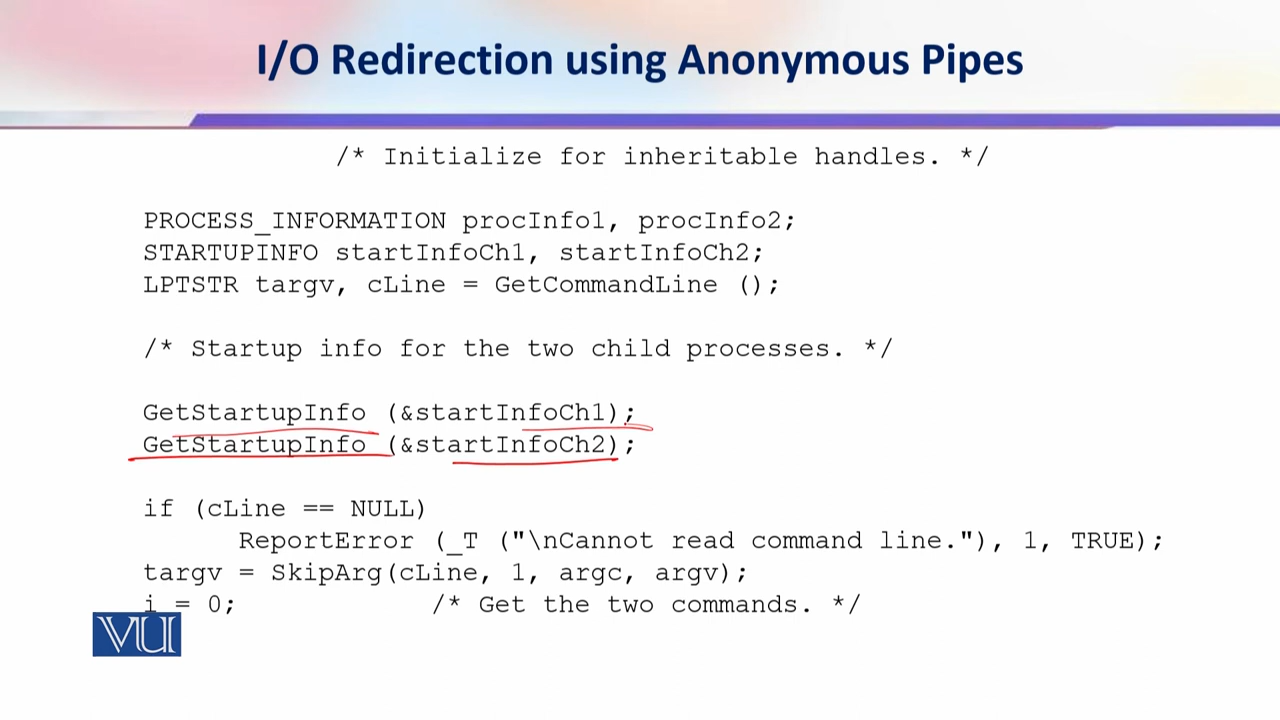 I/O Redirection using Anonymous Pipes
/* Initialize for inheritable handles. */
PROCESS_INFORMATION procInfo1, procInfo2;
STARTUPINFO startInfoCh1, startInfoCh2;
LPTSTR targv, cLine = GetCommandLine ();
/* Startup info for the two child processes. */
GetStartupInfo (&startInfoCh1);
GetStartupInfo (&startInfoCh2);
if (cLine == NULL)
ReportError (_T ("\nCannot read command line."), 1, TRUE);
targv = SkipArg(cLine, 1, argc, argv);
i = 0; /* Get the two commands. */
VU